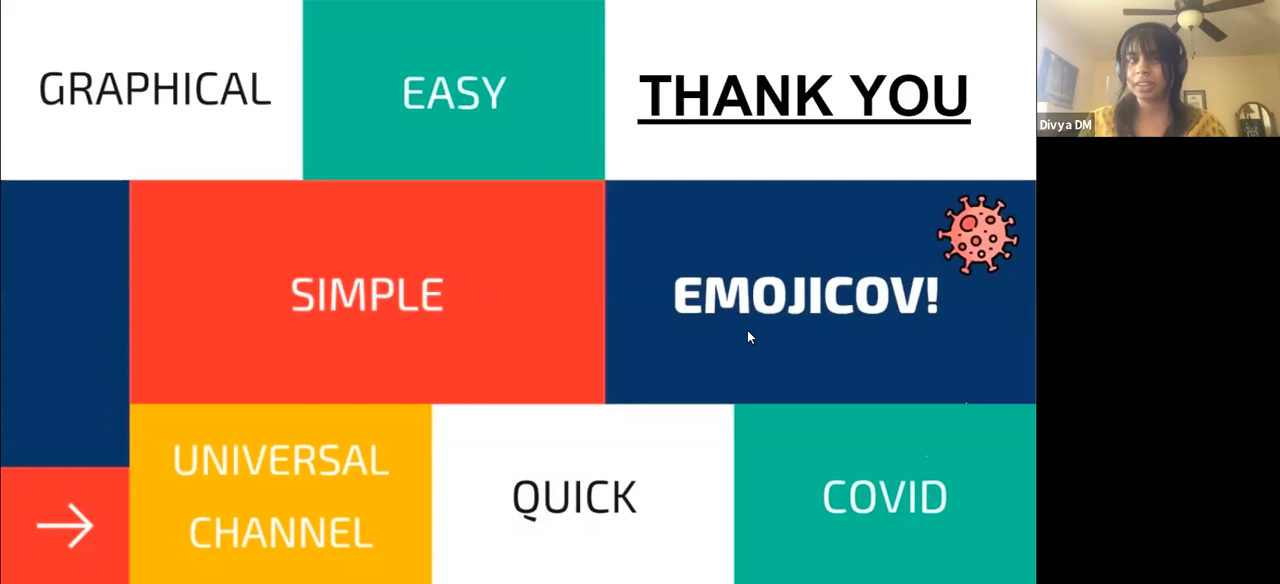 GRAPHICAL
EASY
THANK YOU
Divya DM
SIMPLE
EMOJICOV!
UNIVERSAL
CHANNEL
QUICK
COVID